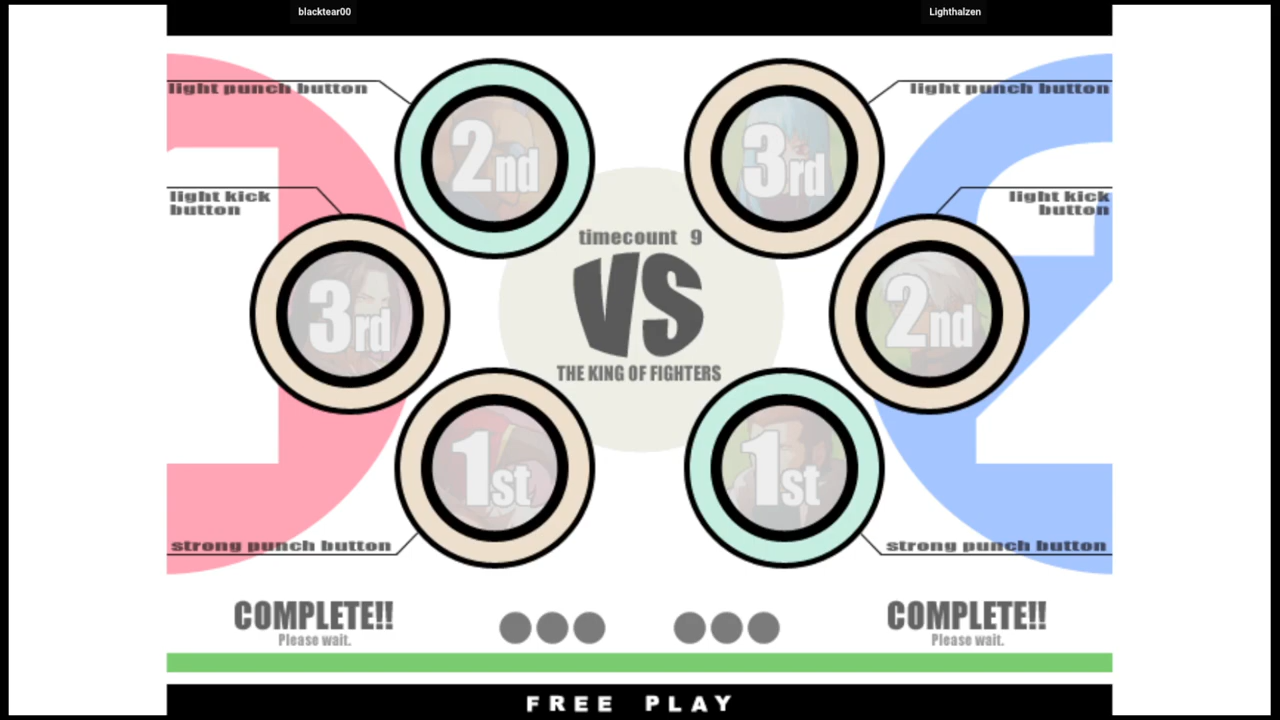 blacktear00
Lighthalzen
light punch button
light punch button
2nd
3rd
light kick
button
light kick
button
timecount 9
VS
THE KING OF FIGHTERS
3rd
2nd
1st
1st
strong punch button
strong punch button
COMPLETE!!
Please wait.
COMPLETE!!
Please wait.
FREE PLAY
1
2